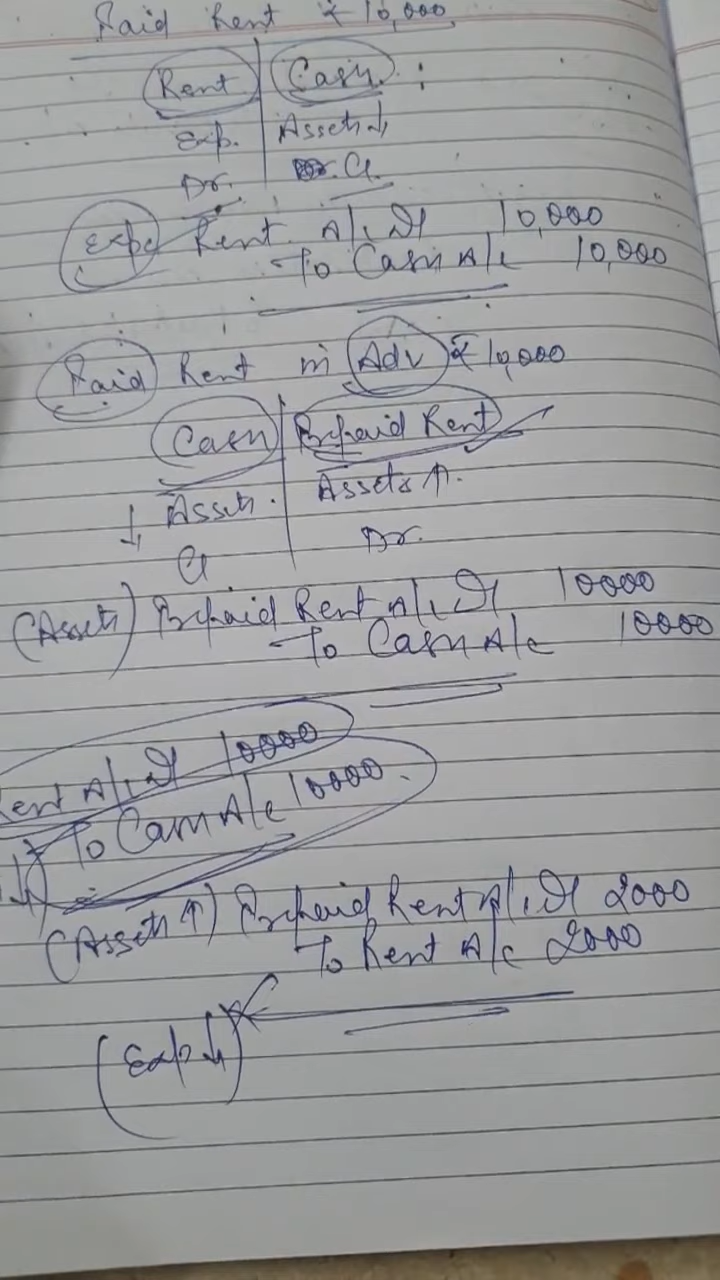 Paid Rent ₹ 10,000
Rent Cash :
Exp. Assets ↓
Dr. Cr.
Exp Rent A/c Dr 10,000
To Cash A/c 10,000
Paid Rent in Adv ₹ 10,000
Cash Prepaid Rent
↓ Assets. Assets ↑.
Cr Dr.
(Assets) Prepaid Rent A/c Dr 10000
To Cash A/c 10000
Rent A/c Dr 10000
To Cash A/c 10000.
(Assets ↑) Prepaid Rent A/c Dr 2000
To Rent A/c 2000
(Exp ↓)